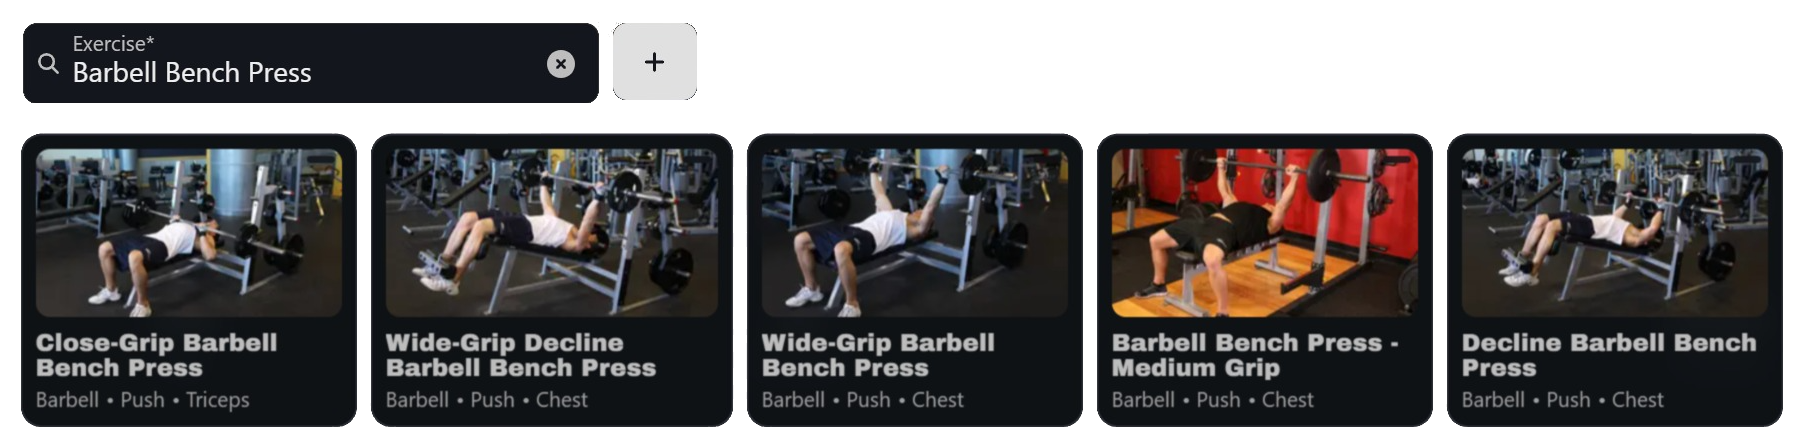 Exercise*
Barbell Bench Press
Close-Grip Barbell
Bench Press
Barbell • Push • Triceps
Wide-Grip Decline
Barbell Bench Press
Barbell • Push • Chest
Wide-Grip Barbell
Bench Press
Barbell • Push • Chest
Barbell Bench Press -
Medium Grip
Barbell • Push • Chest
Decline Barbell Bench
Press
Barbell • Push • Chest